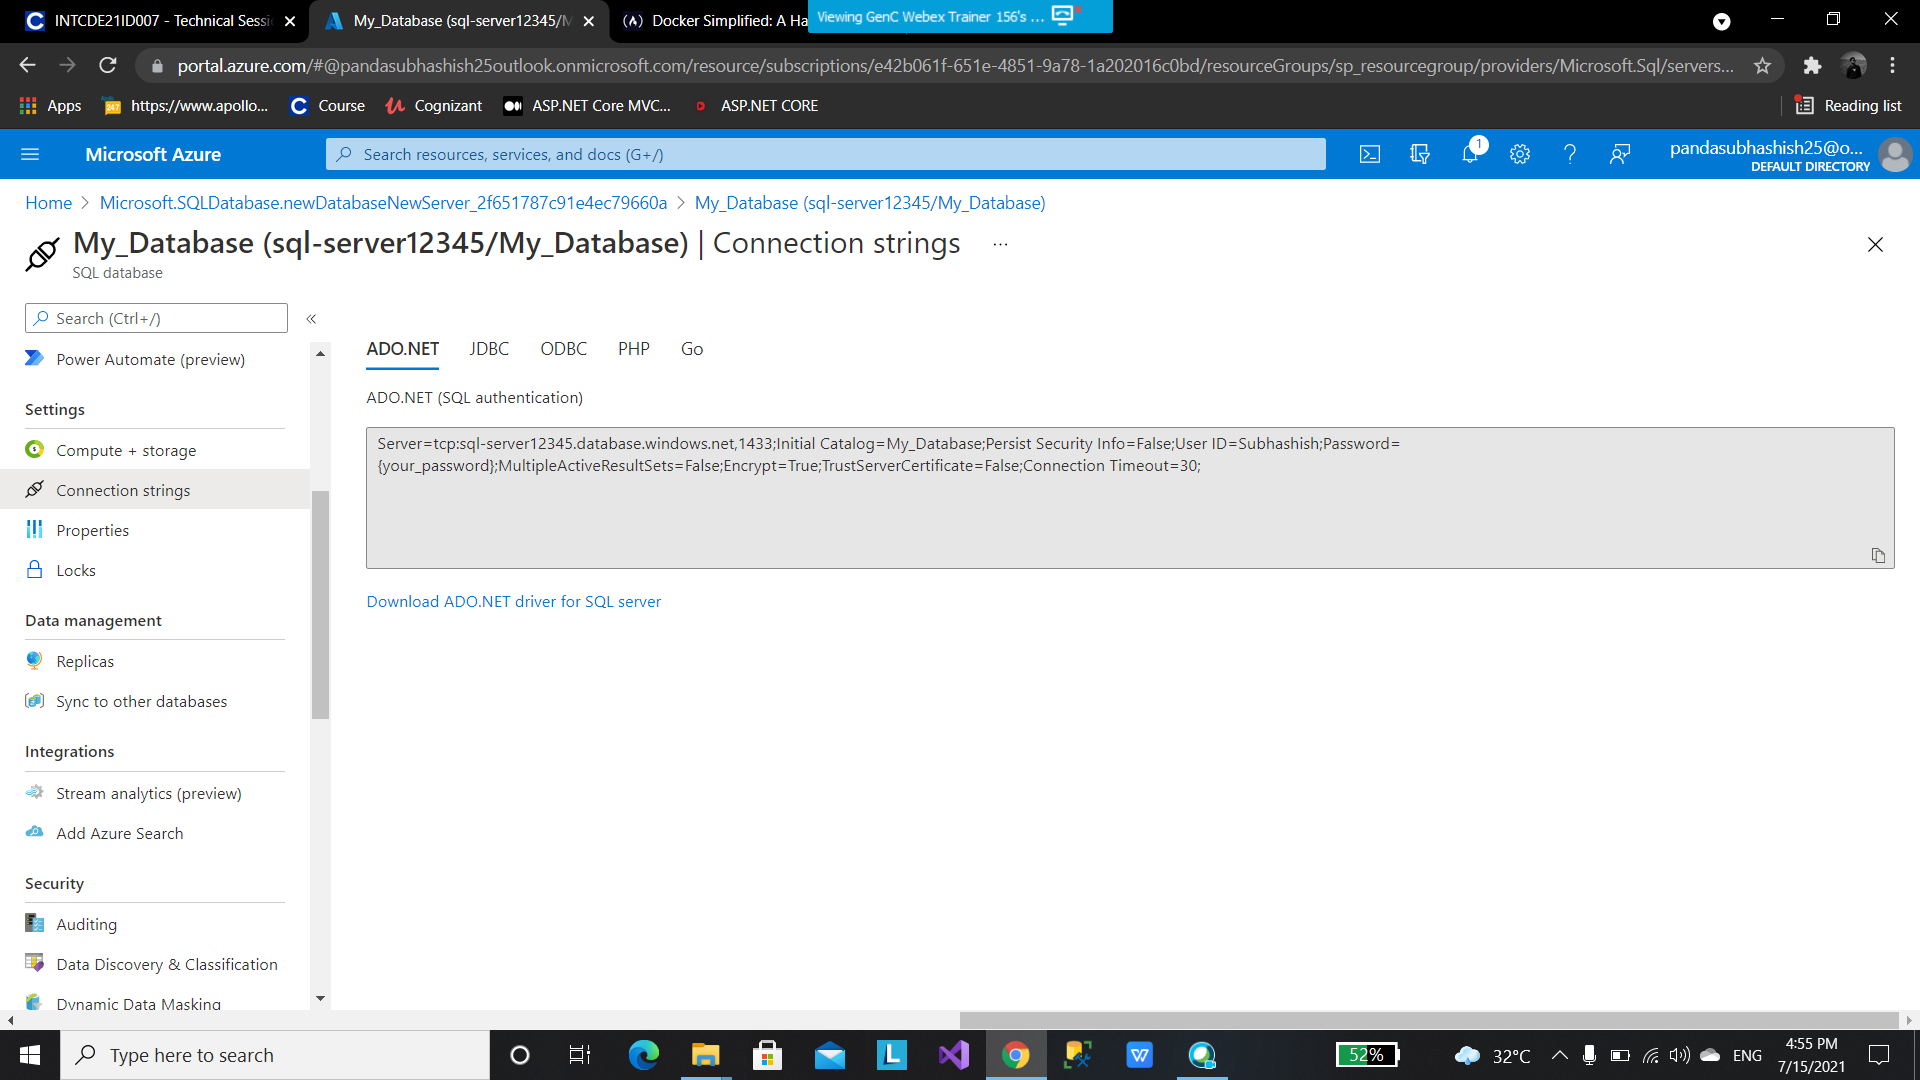 INTCDE21ID007 - Technical Sessi
My_Database (sql-server12345/M
Docker Simplified: A Ha
Viewing GenC Webex Trainer 156's ...
portal.azure.com/#@pandasubhashish25outlook.onmicrosoft.com/resource/subscriptions/e42b061f-651e-4851-9a78-1a202016c0bd/resourceGroups/sp_resourcegroup/providers/Microsoft.Sql/servers...
Apps
https://www.apollo...
Course
Cognizant
ASP.NET Core MVC...
ASP.NET CORE
Reading list
Microsoft Azure
Search resources, services, and docs (G+/)
1
pandasubhashish25@o...
DEFAULT DIRECTORY
Home > Microsoft.SQLDatabase.newDatabaseNewServer_2f651787c91e4ec79660a > My_Database (sql-server12345/My_Database)
My_Database (sql-server12345/My_Database) | Connection strings ...
SQL database
Search (Ctrl+/)
«
Power Automate (preview)
Settings
Compute + storage
Connection strings
Properties
Locks
Data management
Replicas
Sync to other databases
Integrations
Stream analytics (preview)
Add Azure Search
Security
Auditing
Data Discovery & Classification
Dynamic Data Masking
ADO.NET JDBC ODBC PHP Go
ADO.NET (SQL authentication)
Server=tcp:sql-server12345.database.windows.net,1433;Initial Catalog=My_Database;Persist Security Info=False;User ID=Subhashish;Password=
{your_password};MultipleActiveResultSets=False;Encrypt=True;TrustServerCertificate=False;Connection Timeout=30;
Download ADO.NET driver for SQL server
Type here to search
52%
32°C
ENG
4:55 PM
7/15/2021